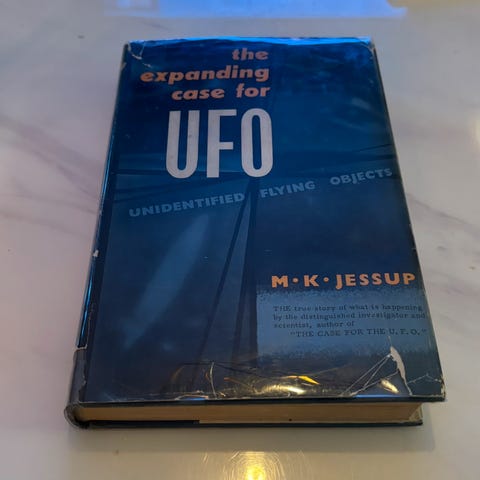 the
expanding
case for
UFO
UNIDENTIFIED FLYING OBJECTS
M·K·JESSUP
THE true story of what is happening
by the distinguished investigator and
scientist, author of
"THE CASE FOR THE U.F.O."